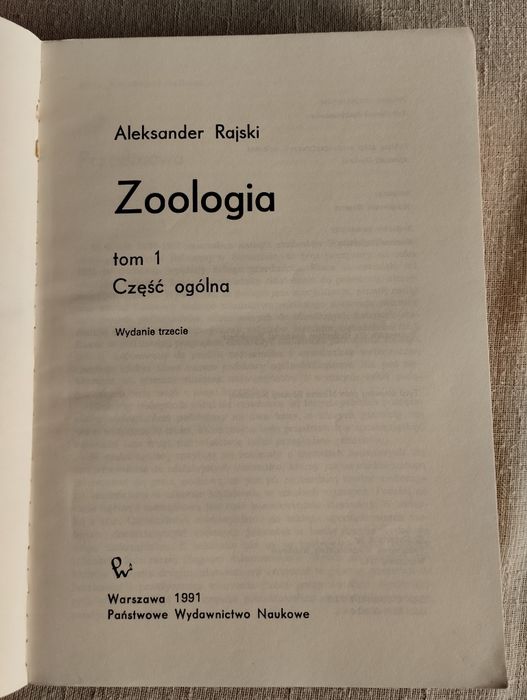 Aleksander Rajski
Zoologia
tom 1
Część ogólna
Wydanie trzecie
Warszawa 1991
Państwowe Wydawnictwo Naukowe